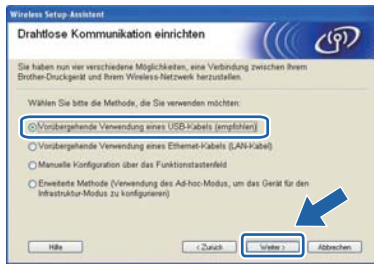 Wireless Setup-Assistent
Drahtlose Kommunikation einrichten
Sie haben nun vier verschiedene Möglichkeiten, eine Verbindung zwischen Ihrem
Brother-Druckgerät und Ihrem Wireless-Netzwerk herzustellen.
Wählen Sie bitte die Methode, die Sie verwenden möchten:
Vorübergehende Verwendung eines USB-Kabels (empfohlen)
Vorübergehende Verwendung eines Ethernet-Kabels (LAN-Kabel)
Manuelle Konfiguration über das Funktionstastenfeld
Erweiterte Methode (Verwendung des Ad-hoc-Modus, um das Gerät für den
Infrastruktur-Modus zu konfigurieren)
Hilfe
< Zurück
Weiter >
Abbrechen